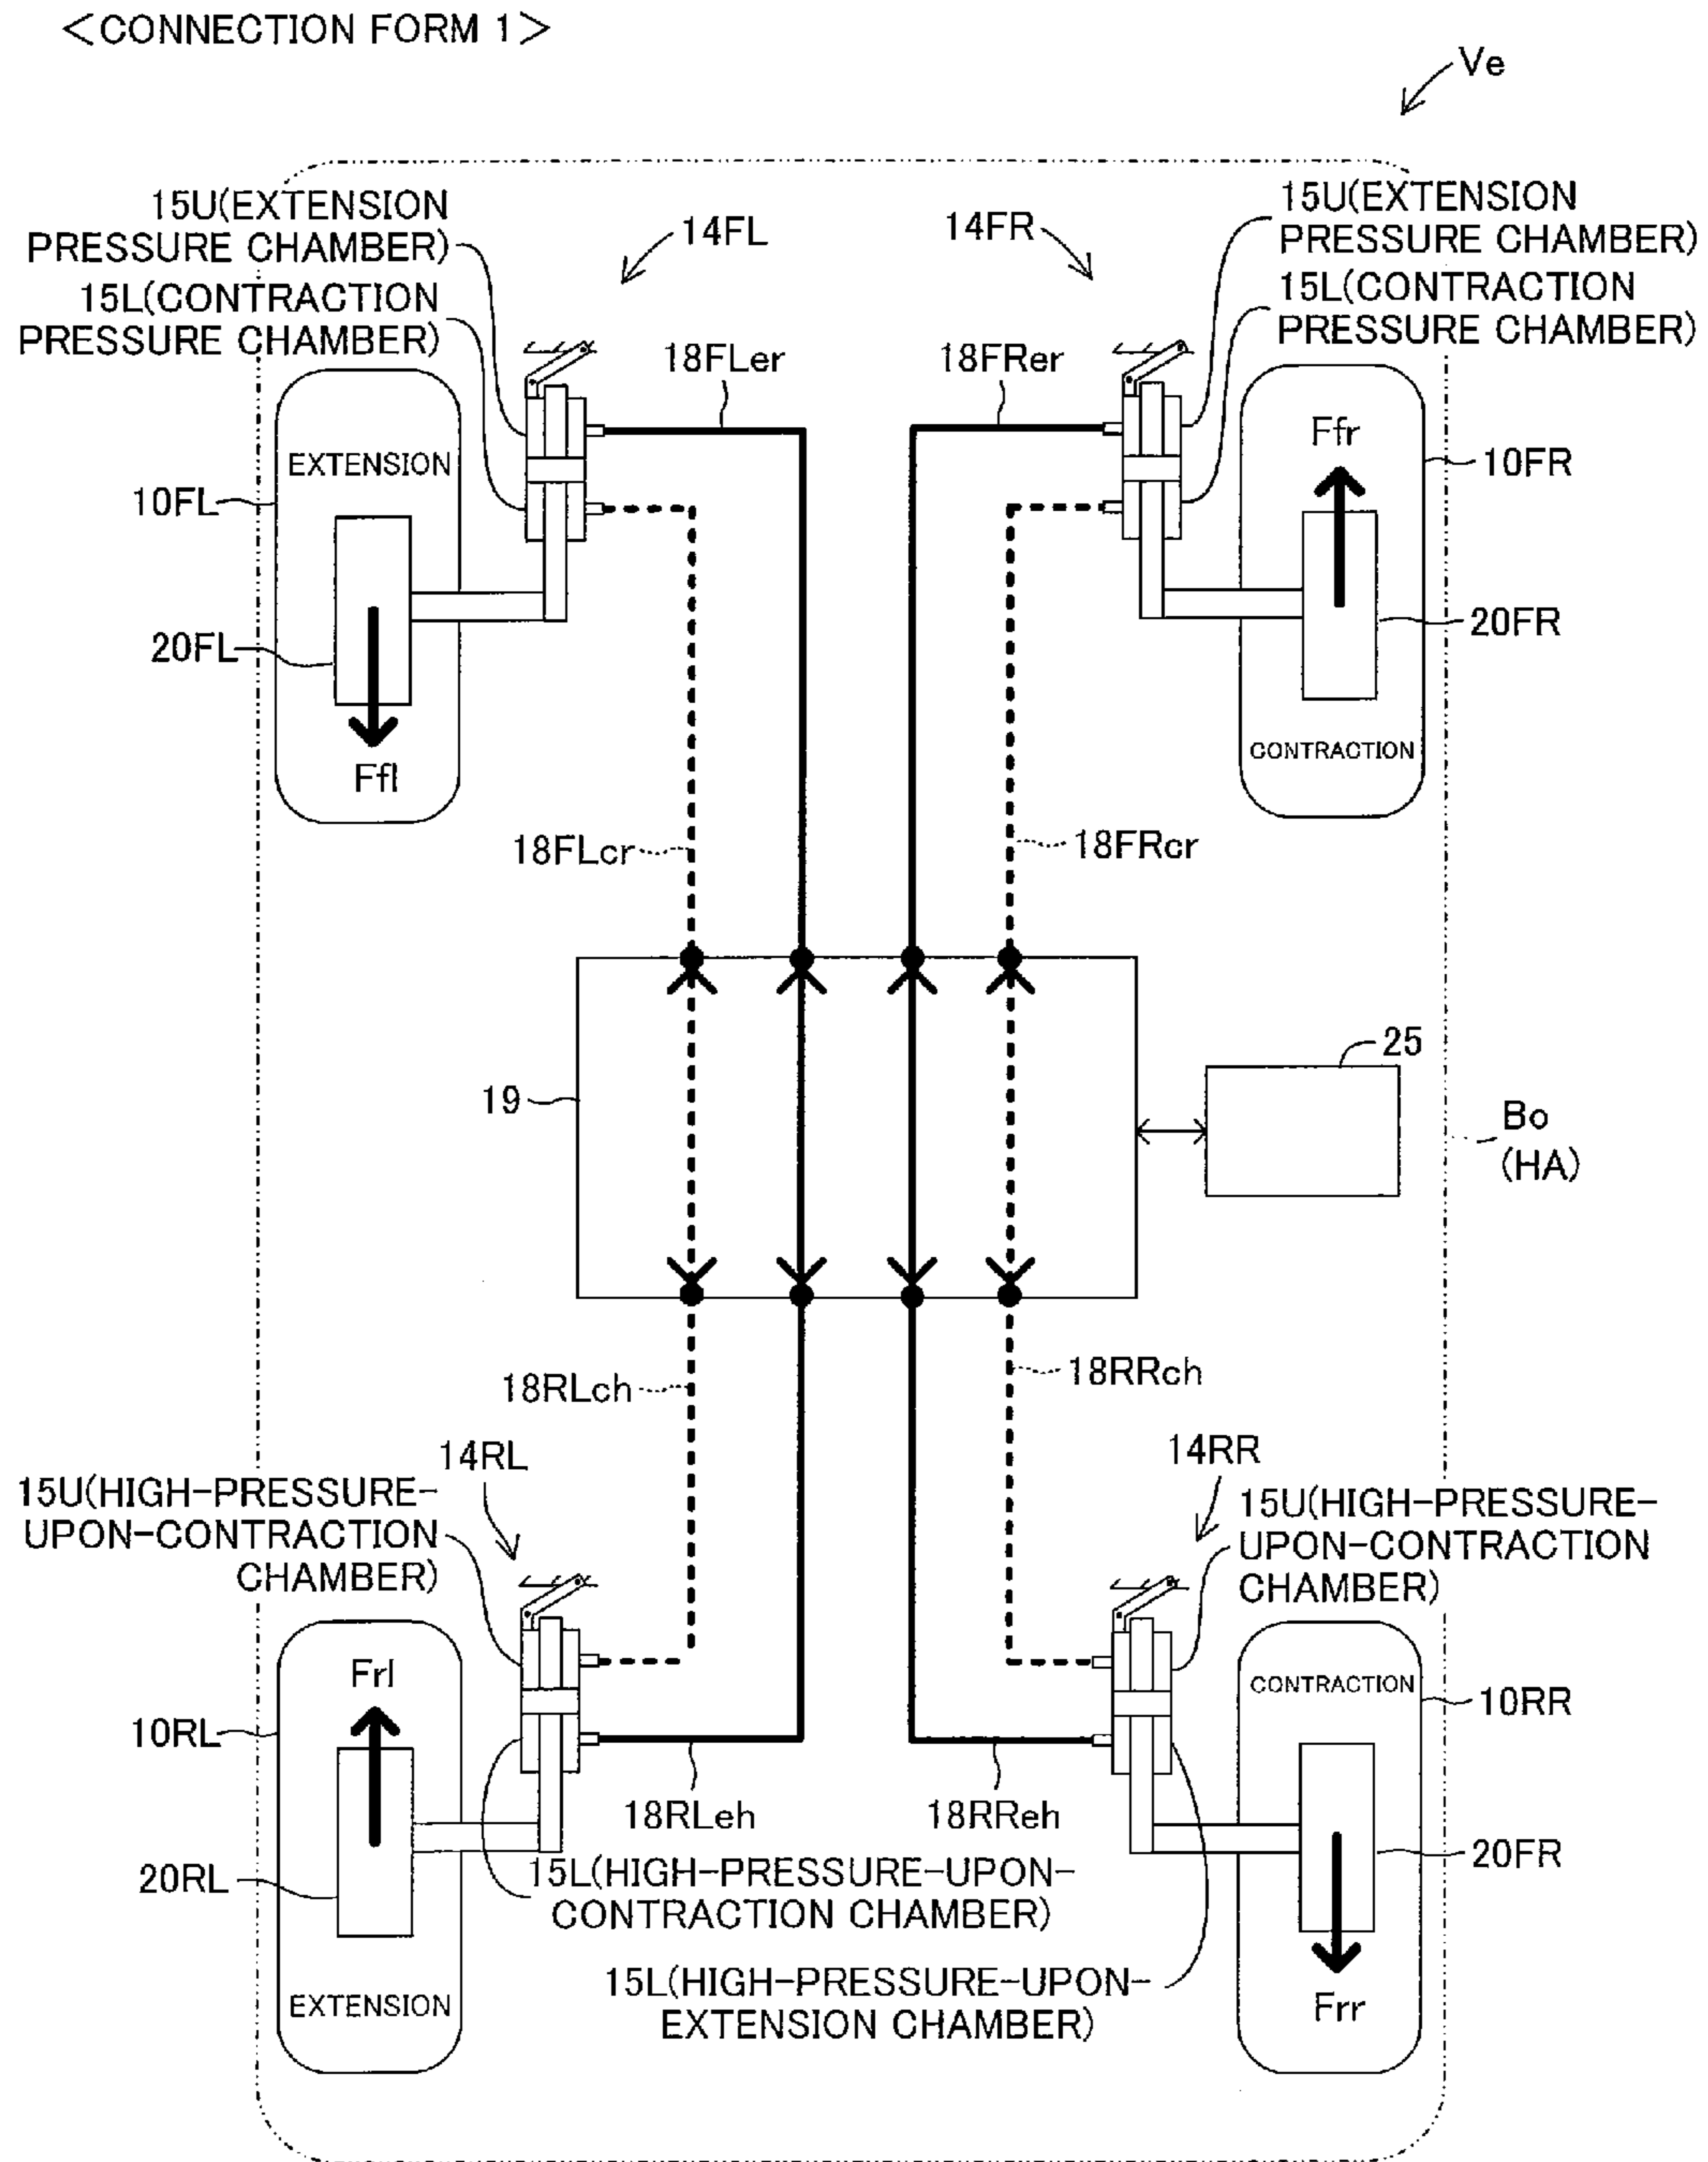 <CONNECTION FORM 1>
Ve
15U(EXTENSION
PRESSURE CHAMBER)
14FL
14FR
15U(EXTENSION
PRESSURE CHAMBER)
15L(CONTRACTION
PRESSURE CHAMBER)
15L(CONTRACTION
PRESSURE CHAMBER)
18FLer
18FRer
EXTENSION
Ffr
10FL
10FR
20FL
20FR
CONTRACTION
Ffl
18FLcr
18FRcr
19
25
Bo
(HA)
18RLch
18RRch
14RL
14RR
15U(HIGH-PRESSURE-
UPON-CONTRACTION
CHAMBER)
15U(HIGH-PRESSURE-
UPON-CONTRACTION
CHAMBER)
Frl
CONTRACTION
10RL
10RR
18RLeh
18RReh
20RL
20FR
15L(HIGH-PRESSURE-UPON-
CONTRACTION CHAMBER)
15L(HIGH-PRESSURE-UPON-
EXTENSION CHAMBER)
EXTENSION
Frr